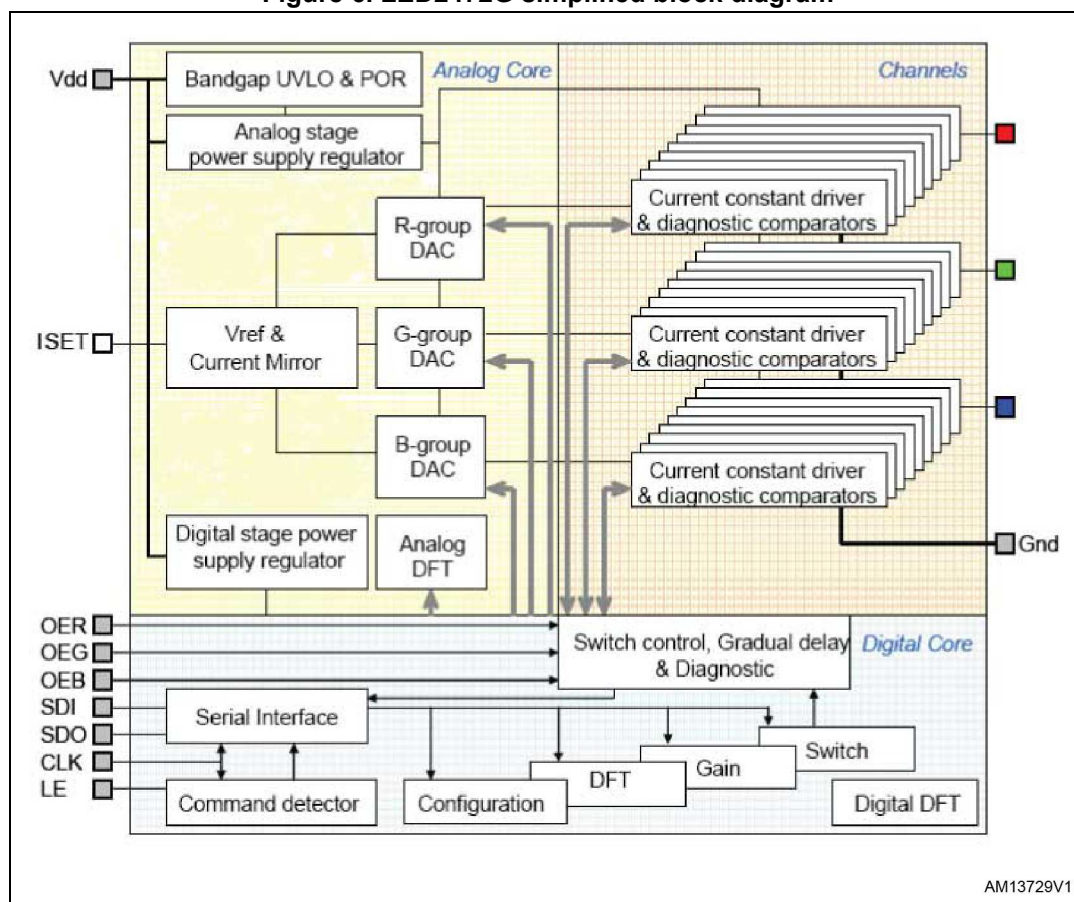 Vdd
Bandgap UVLO & POR
Analog Core
Channels
Analog stage
power supply regulator
Current constant driver
& diagnostic comparators
R-group
DAC
ISET
Vref &
Current Mirror
G-group
DAC
Current constant driver
& diagnostic comparators
B-group
DAC
Current constant driver
& diagnostic comparators
Digital stage power
supply regulator
Analog
DFT
Gnd
OER
OEG
OEB
SDI
SDO
CLK
LE
Switch control, Gradual delay
& Diagnostic
Digital Core
Serial Interface
Command detector
Configuration
DFT
Gain
Switch
Digital DFT
AM13729V1